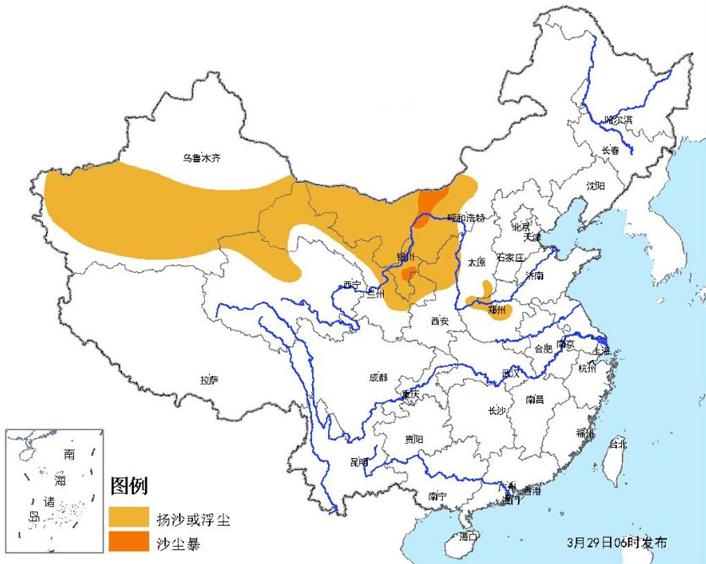 哈尔滨
长春
乌鲁木齐
沈阳
呼和浩特
北京
天津
银川
太原
石家庄
济南
西宁
兰州
西安
郑州
合肥
南京
上海
杭州
拉萨
成都
重庆
武汉
南昌
长沙
贵阳
福州
台北
昆明
南宁
广州
香港
澳门
海口
南
海
诸
岛
图例
扬沙或浮尘
沙尘暴
3月29日06时发布